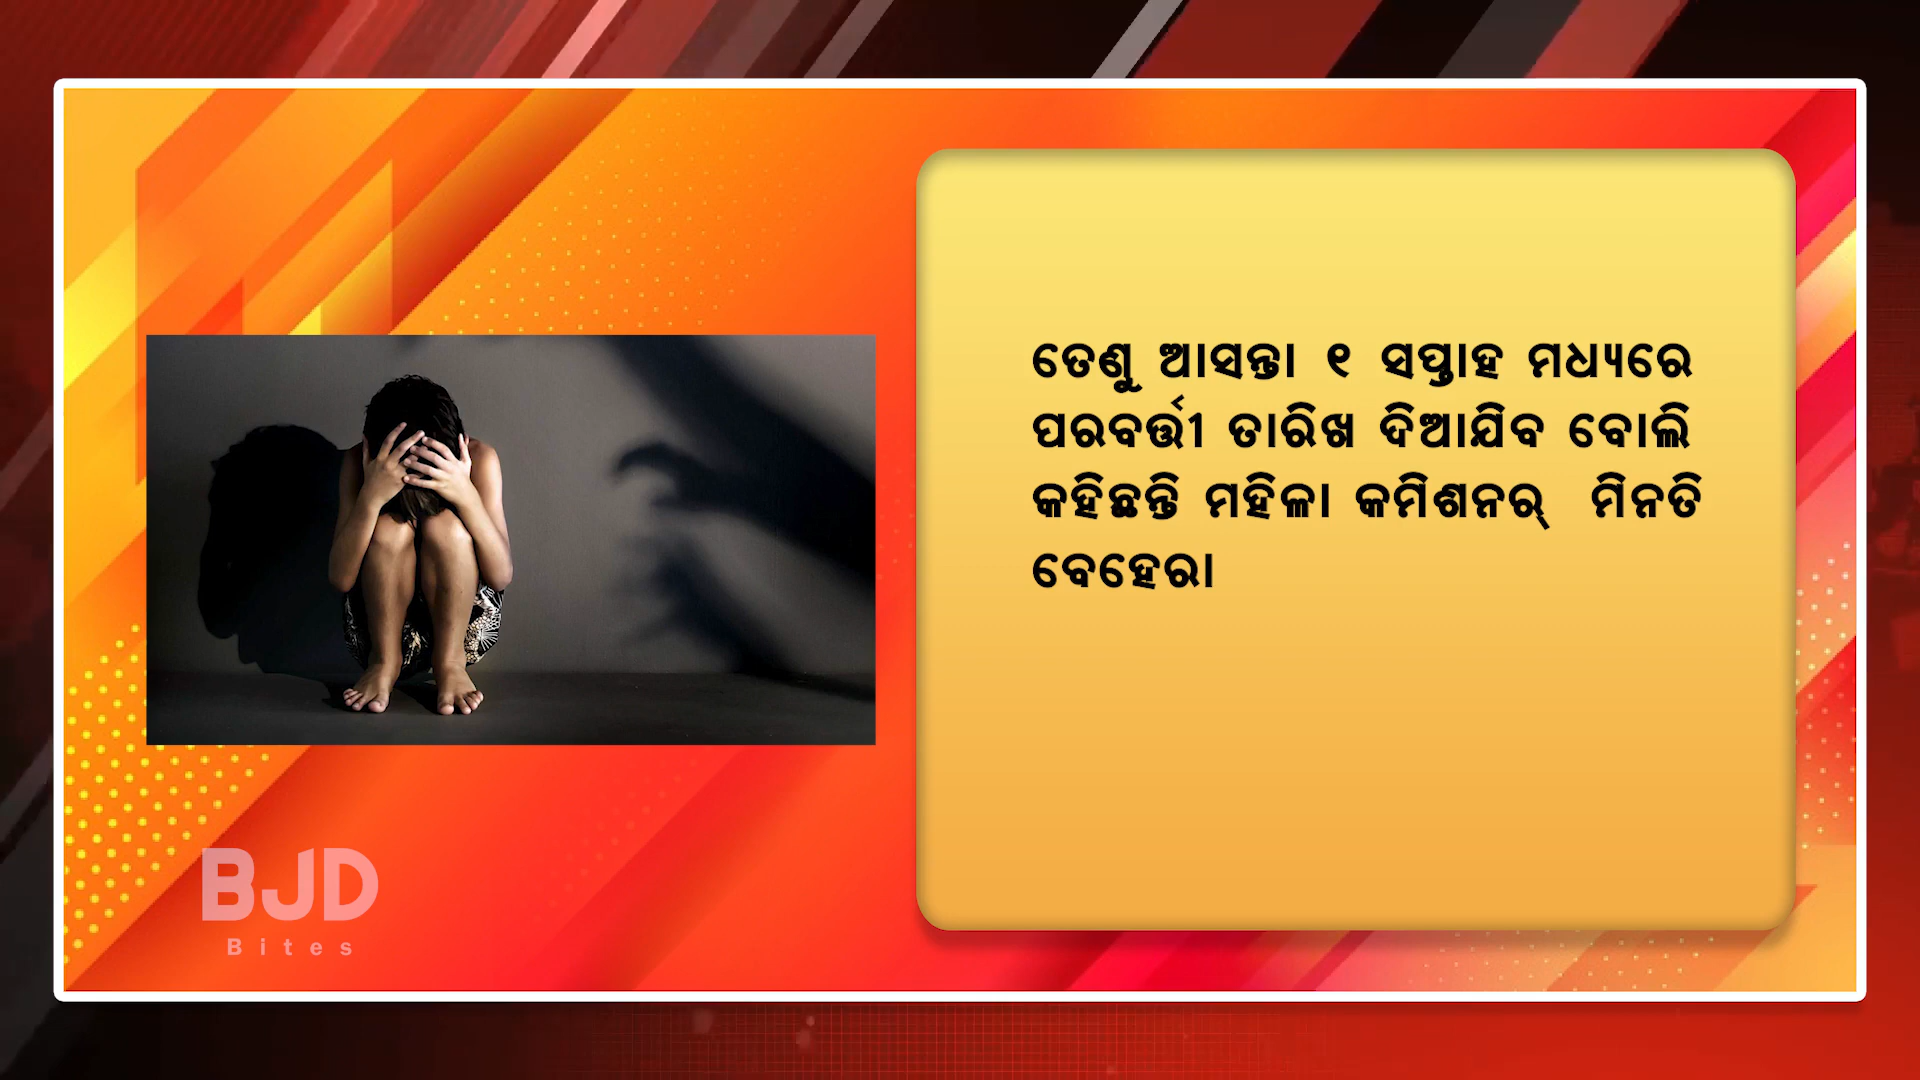 ତେଣୁ ଆସନ୍ତା ୧ ସପ୍ତାହ ମଧ୍ୟରେ
ପରବର୍ତ୍ତୀ ତାରିଖ ଦିଆଯିବ ବୋଲି
କହିଛନ୍ତି ମହିଳା କମିଶନର୍ ମିନତି
ବେହେରା
BJD
Bites